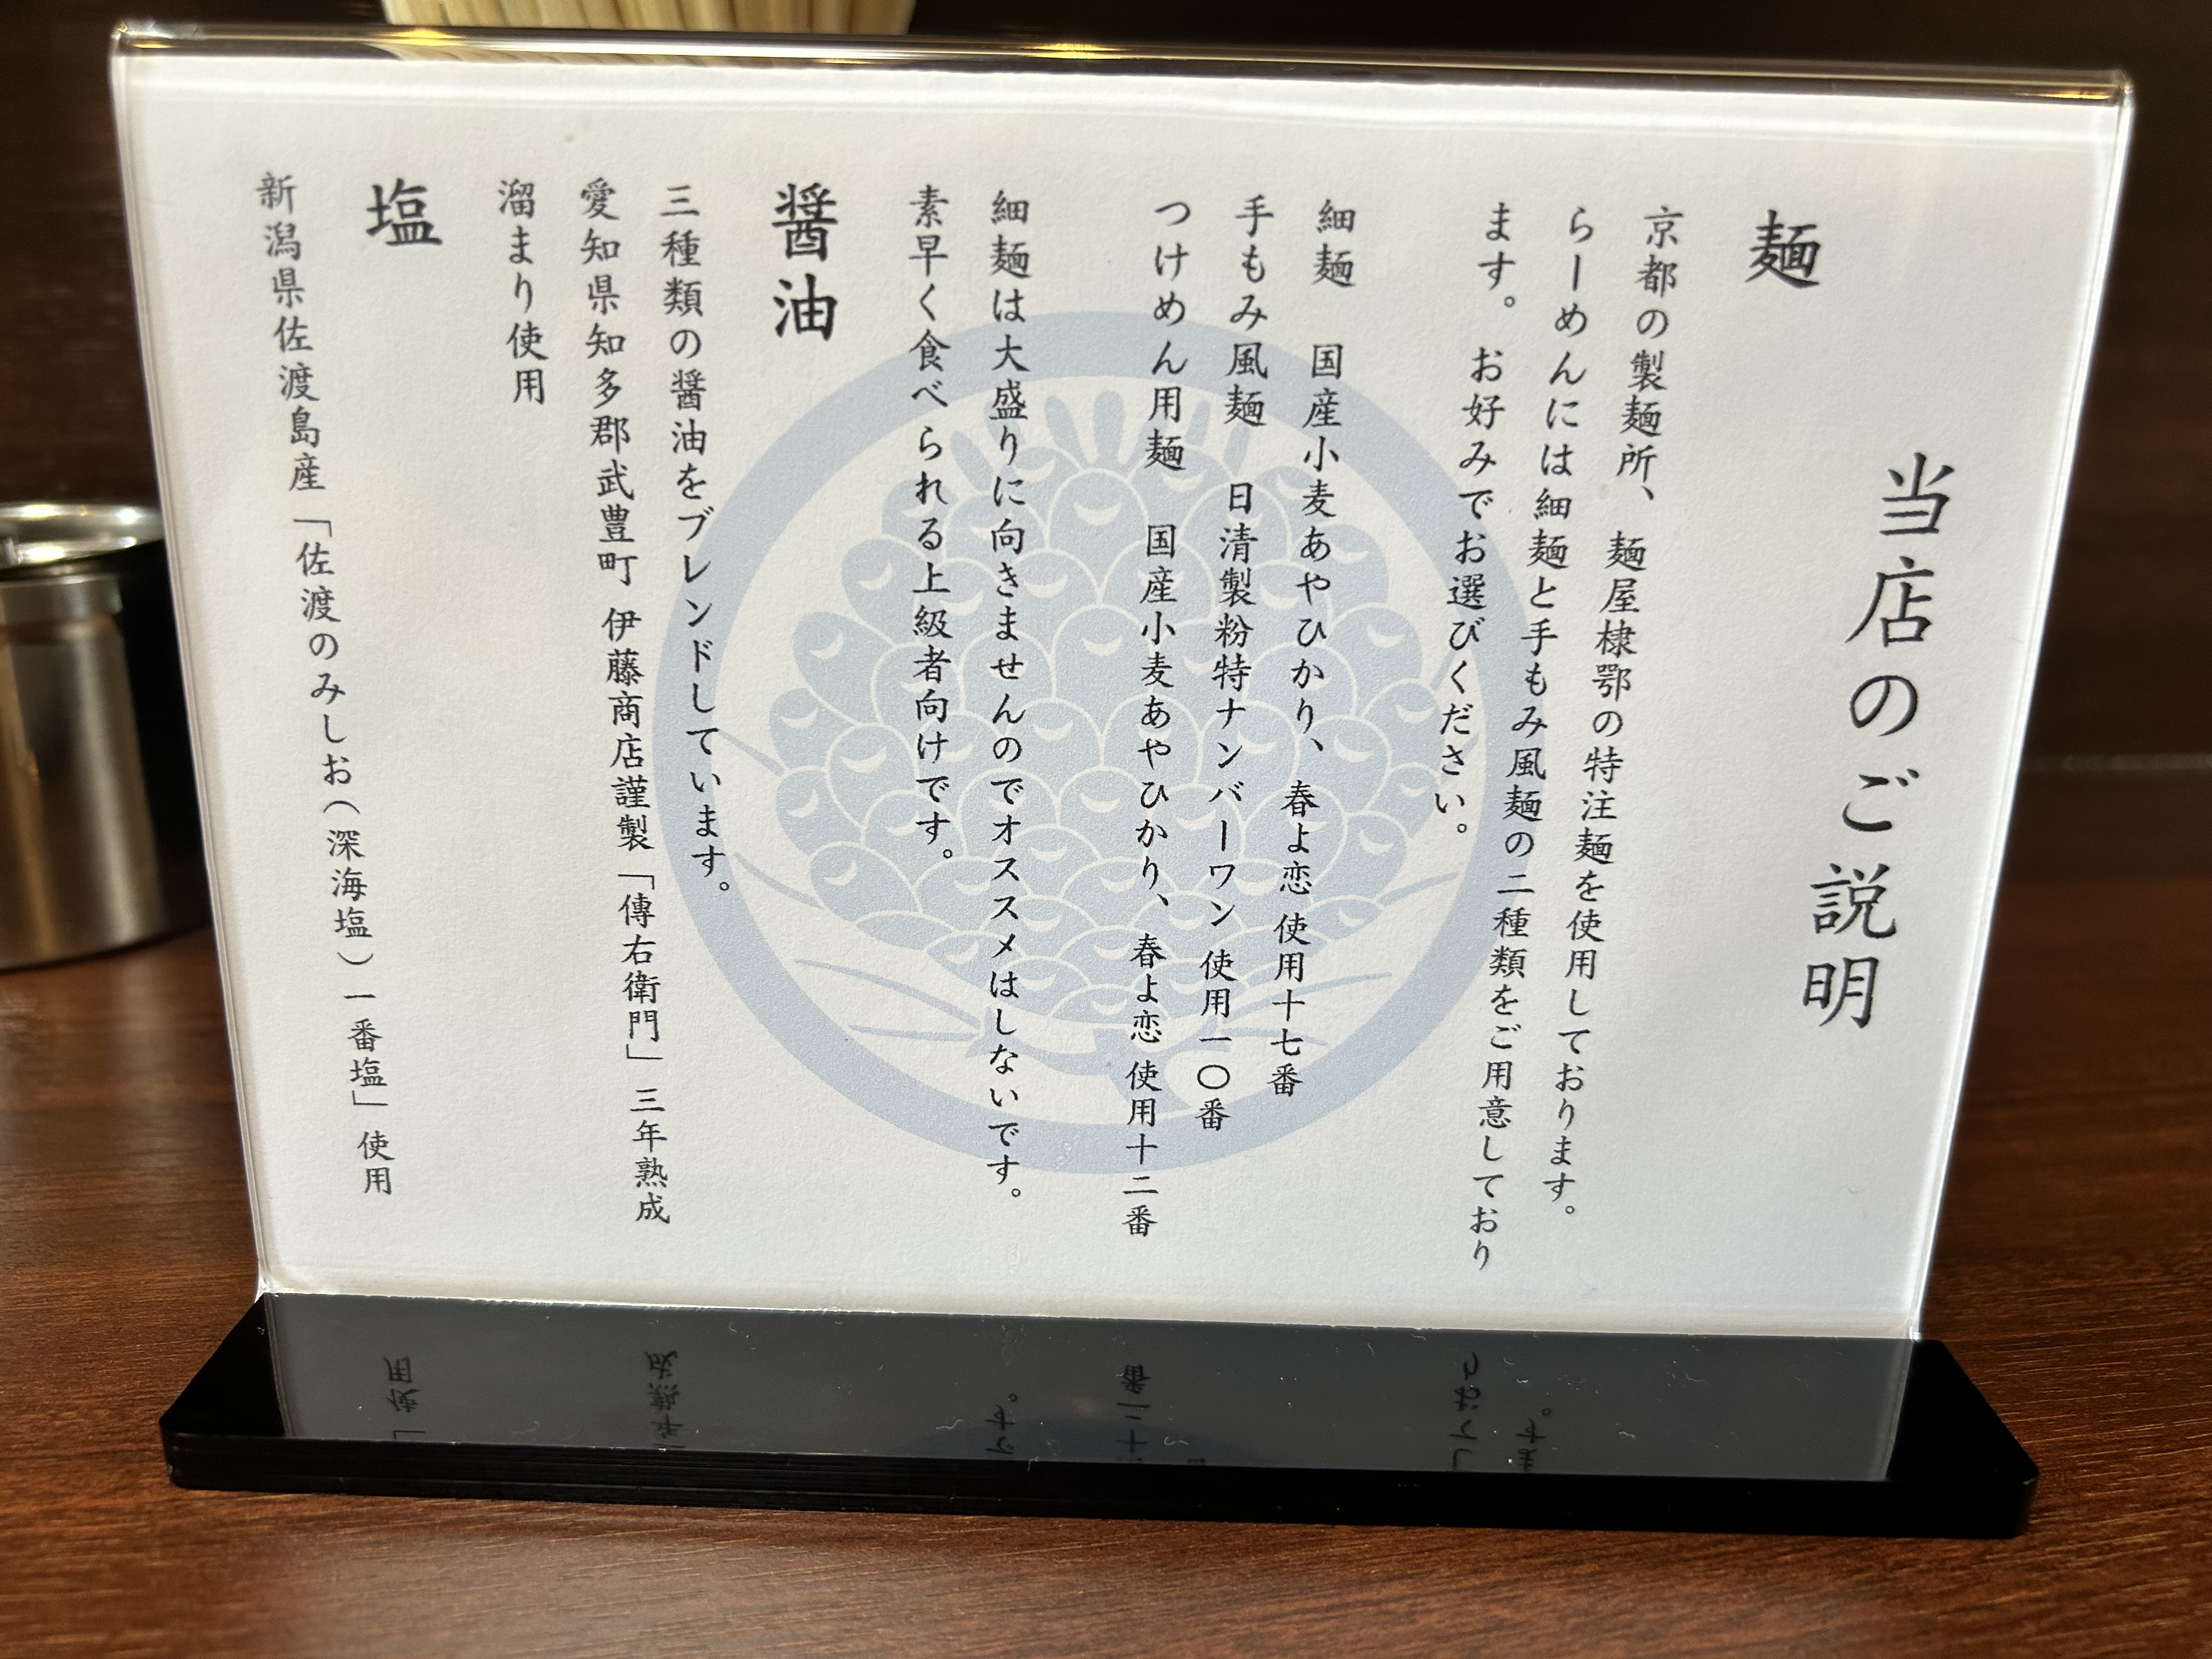 当店のご説明
麺
京都の製麺所、麺屋棣鄂の特注麺を使用しております。
らーめんには細麺と手もみ風麺の二種類をご用意しており
ます。お好みでお選びください。
細麺　国産小麦あやひかり、春よ恋 使用十七番
手もみ風麺　日清製粉特ナンバーワン 使用一〇番
つけめん用麺　国産小麦あやひかり、春よ恋 使用十二番
細麺は大盛りに向きませんのでオススメはしないです。
素早く食べられる上級者向けです。
醤油
三種類の醤油をブレンドしています。
愛知県知多郡武豊町 伊藤商店謹製「傳右衛門」三年熟成
溜まり使用
塩
新潟県佐渡島産「佐渡のみしお（深海塩）一番塩」使用